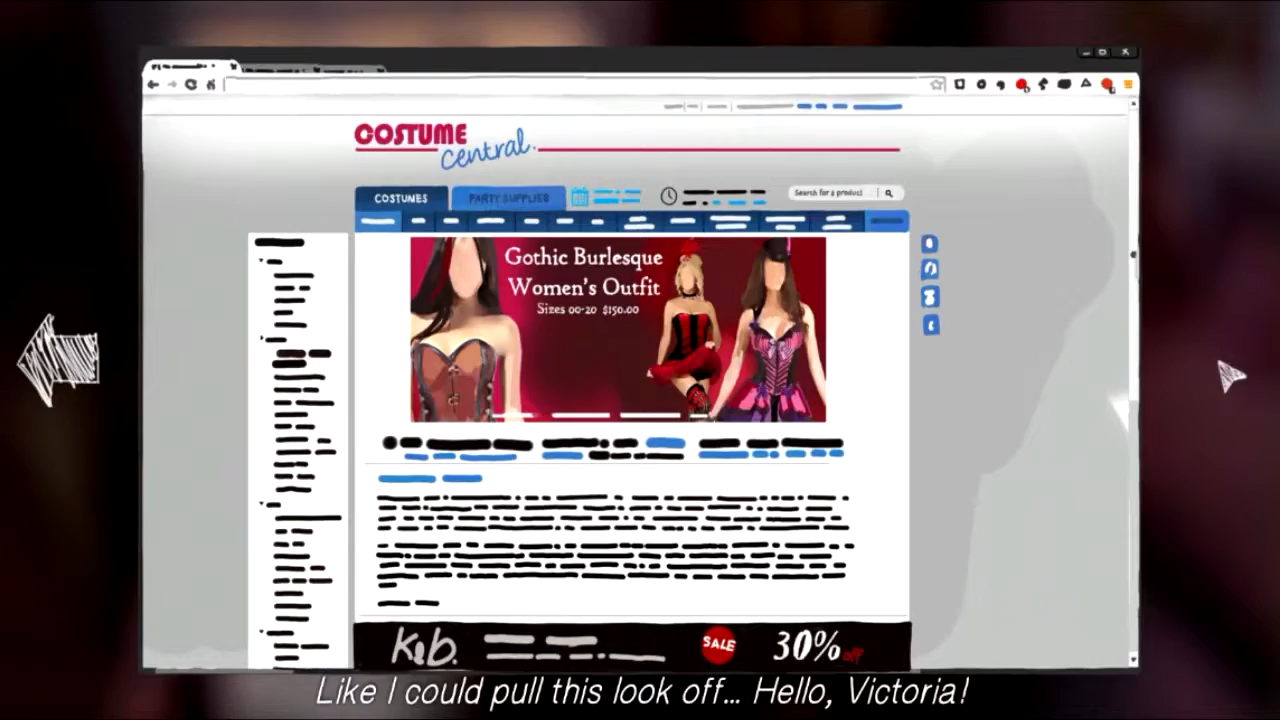 COSTUME
central.
COSTUMES
PARTY SUPPLIES
Search for a product
Gothic Burlesque
Women's Outfit
Sizes 00-20 $150.00
K&b.
SALE
30% off
Like I could pull this look off... Hello, Victoria!